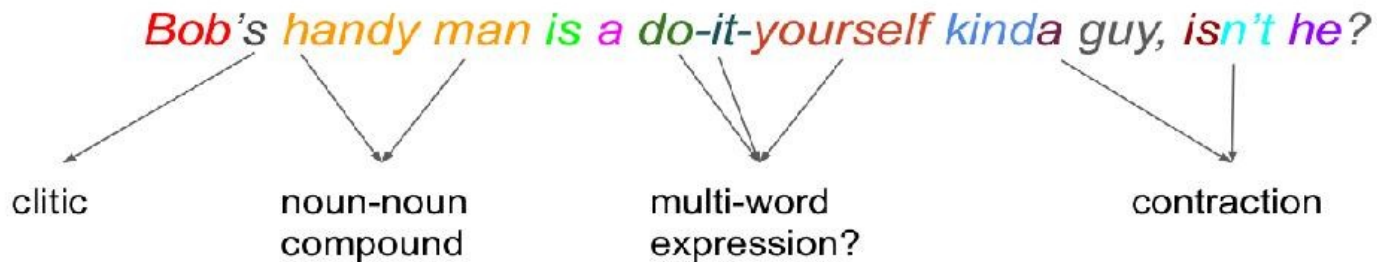 Bob's handy man is a do-it-yourself kinda guy, isn't he?
clitic
noun-noun
compound
multi-word
expression?
contraction